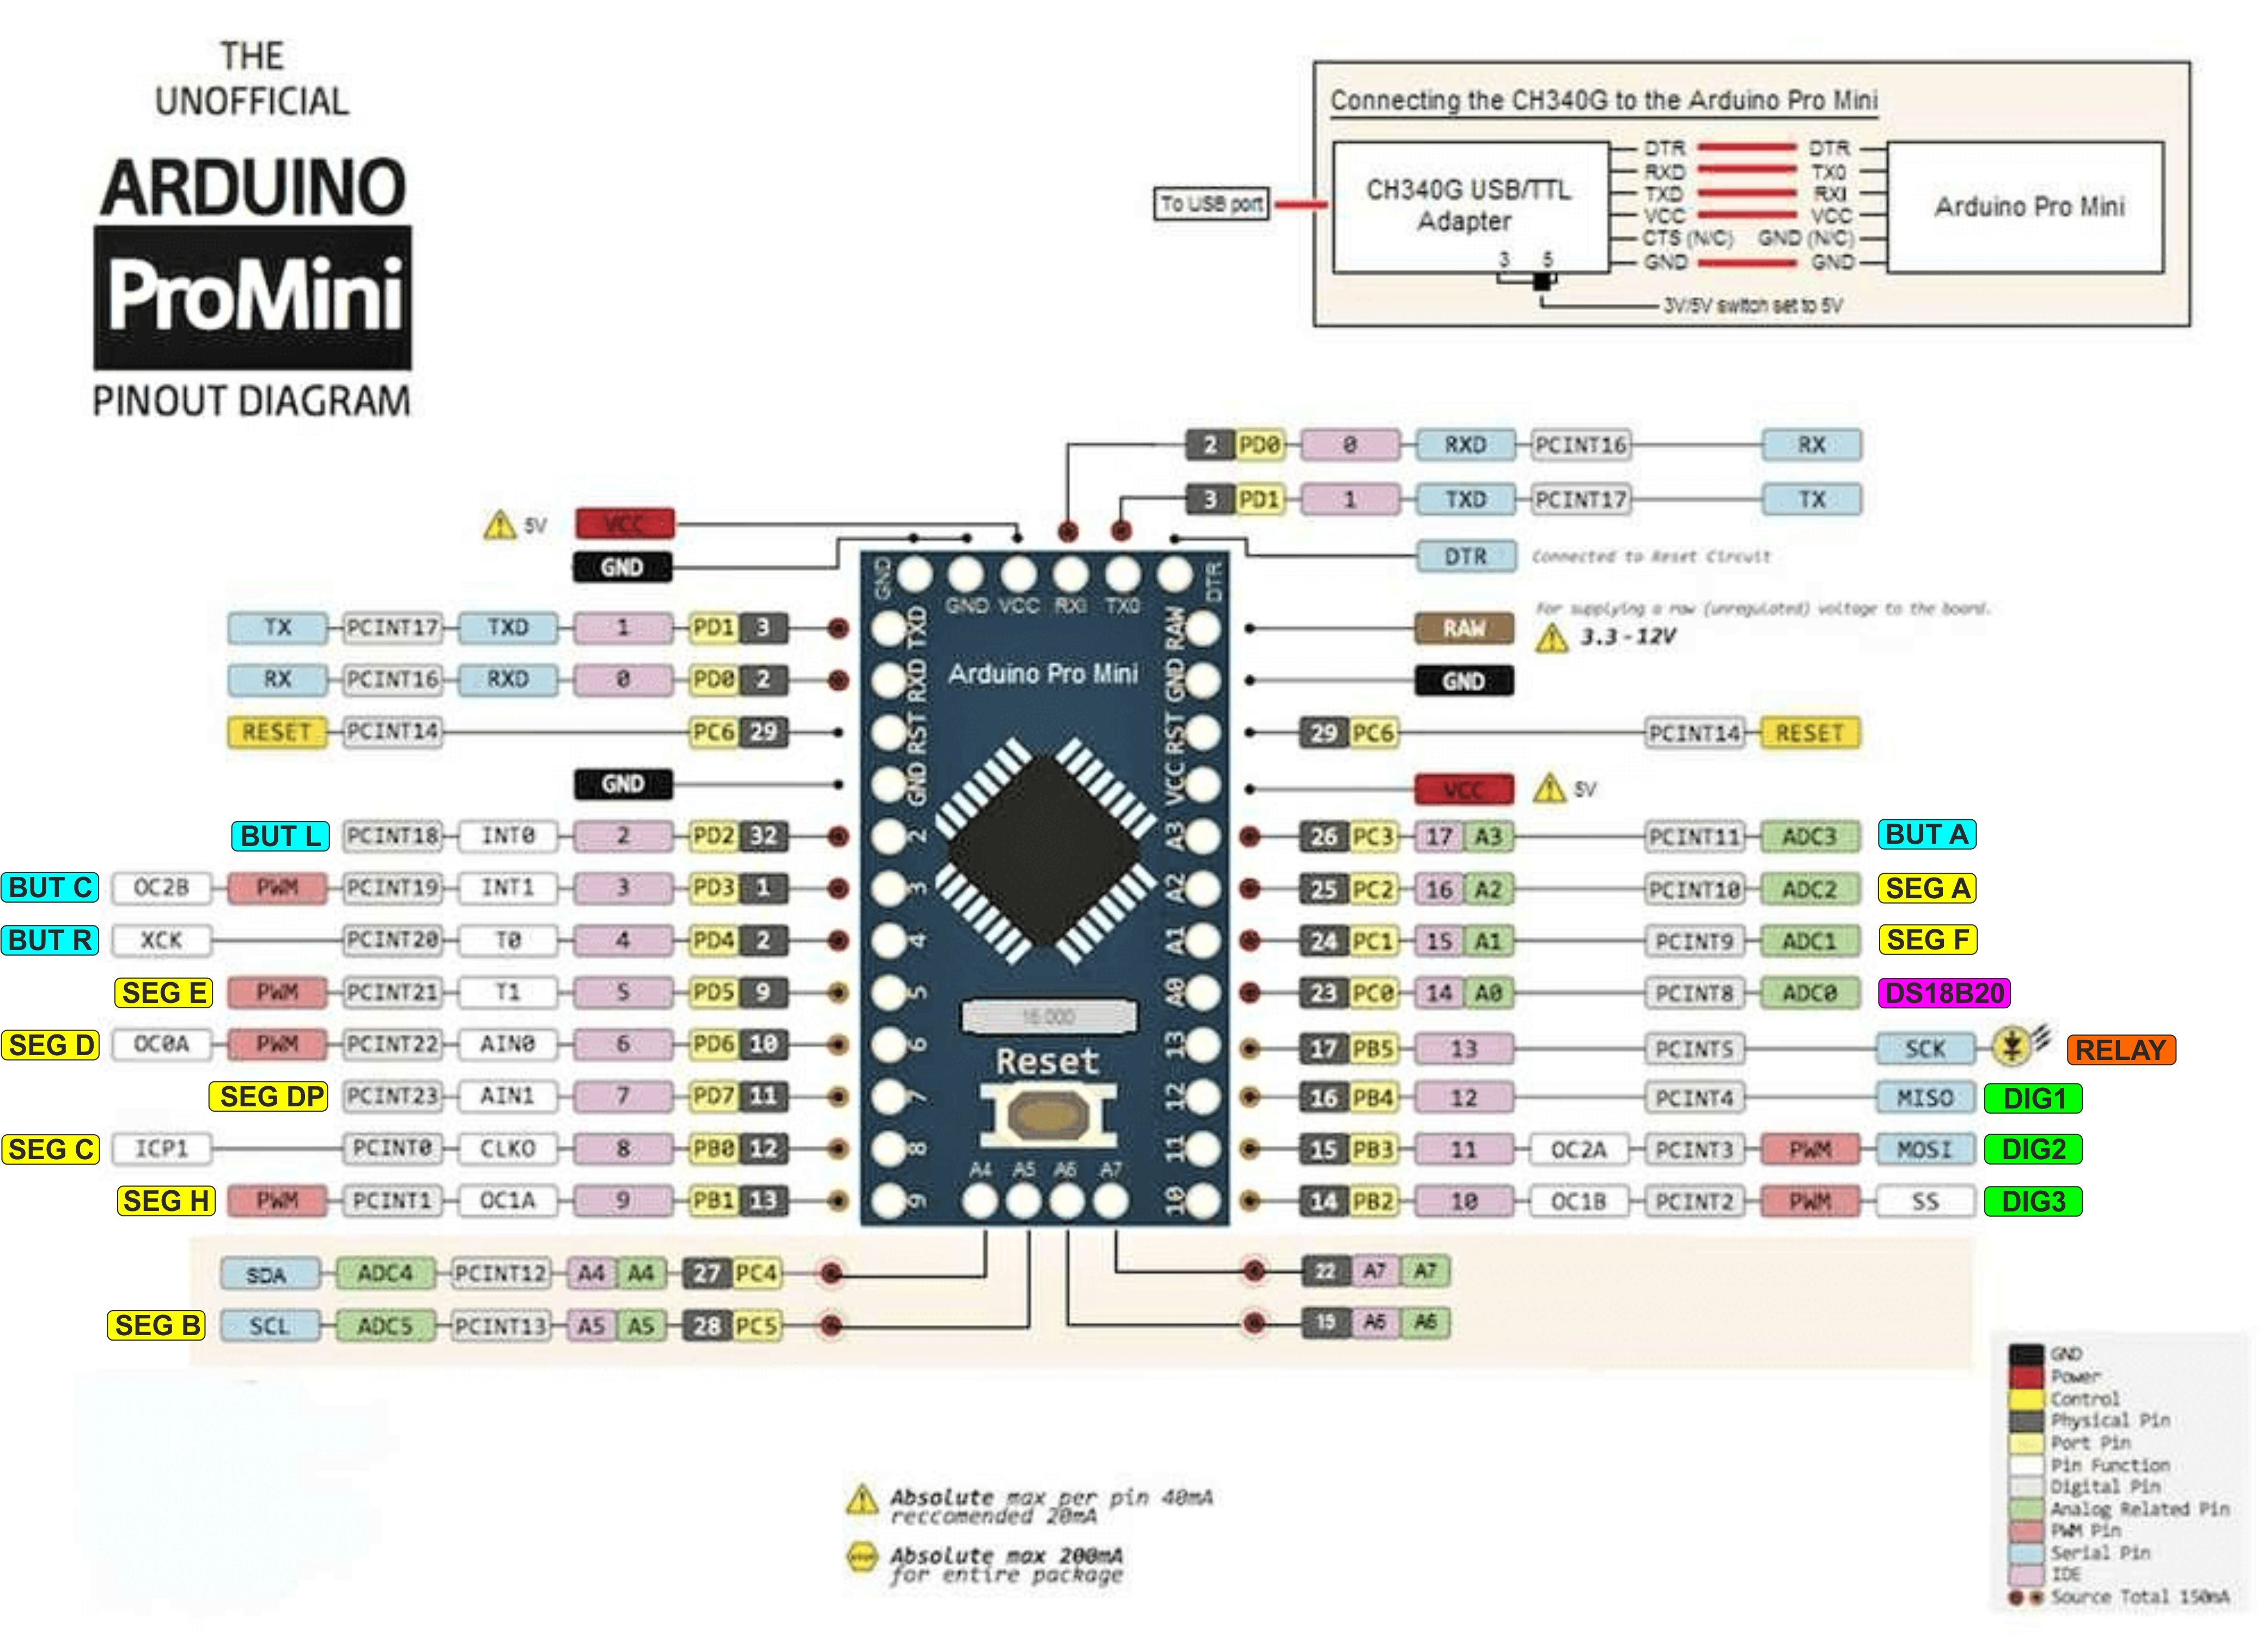 THE
UNOFFICIAL
ARDUINO
ProMini
PINOUT DIAGRAM
Connecting the CH340G to the Arduino Pro Mini
To USB port
CH340G USB/TTL
Adapter
3 5
DTR DTR
RXD TX0
TXD RXI
VCC VCC
CTS (N/C) GND (N/C)
GND GND
Arduino Pro Mini
3V/5V switch set to 5V
2 PD0 0 RXD PCINT16 RX
3 PD1 1 TXD PCINT17 TX
5V VCC
GND
DTR Connected to Reset Circuit
TX PCINT17 TXD 1 PD1 3
RX PCINT16 RXD 0 PD0 2
RESET PCINT14 PC6 29
GND
BUT L PCINT18 INT0 2 PD2 32
BUT C OC2B PWM PCINT19 INT1 3 PD3 1
BUT R XCK PCINT20 T0 4 PD4 2
SEG E PWM PCINT21 T1 5 PD5 9
SEG D OC0A PWM PCINT22 AIN0 6 PD6 10
SEG DP PCINT23 AIN1 7 PD7 11
SEG C ICP1 PCINT0 CLKO 8 PB0 12
SEG H PWM PCINT1 OC1A 9 PB1 13
SDA ADC4 PCINT12 A4 A4 27 PC4
SEG B SCL ADC5 PCINT13 A5 A5 28 PC5
GND GND VCC RXI TX0 DTR
TXD RXD RST GND 2 3 4 5 6 7 8 9
Arduino Pro Mini
16.000
Reset
A4 A5 A6 A7
RAW GND RST VCC A3 A2 A1 A0 13 12 11 10
For supplying a raw (unregulated) voltage to the board.
RAW 3.3-12V
GND
29 PC6 PCINT14 RESET
VCC 5V
26 PC3 17 A3 PCINT11 ADC3 BUT A
25 PC2 16 A2 PCINT10 ADC2 SEG A
24 PC1 15 A1 PCINT9 ADC1 SEG F
23 PC0 14 A0 PCINT8 ADC0 DS18B20
17 PB5 13 PCINT5 SCK RELAY
16 PB4 12 PCINT4 MISO DIG1
15 PB3 11 OC2A PCINT3 PWM MOSI DIG2
14 PB2 10 OC1B PCINT2 PWM SS DIG3
22 A7 A7
19 A6 A6
Absolute max per pin 40mA
reccomended 20mA
Absolute max 200mA
for entire package
GND
Power
Control
Physical Pin
Port Pin
Pin Function
Digital Pin
Analog Related Pin
PWM Pin
Serial Pin
IDE
Source Total 150mA